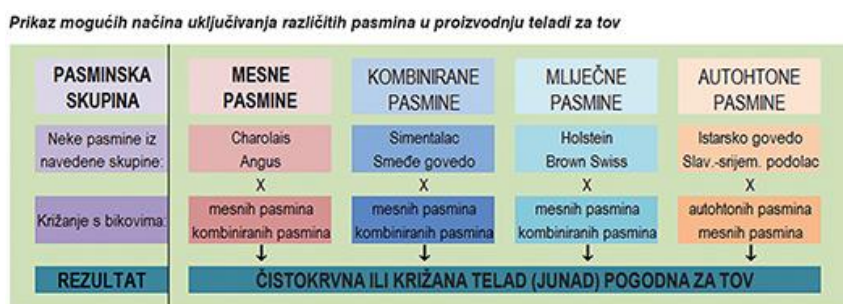 Prikaz mogućih načina uključivanja različitih pasmina u proizvodnju teladi za tov
PASMINSKA
SKUPINA
MESNE
PASMINE
KOMBINIRANE
PASMINE
MLIJEČNE
PASMINE
AUTOHTONE
PASMINE
Neke pasmine iz
navedene skupine:
Charolais
Angus
Simentalac
Smeđe govedo
Holstein
Brown Swiss
Istarsko govedo
Slav.-srijem. podolac
X
X
X
X
Križanje s bikovima:
mesnih pasmina
kombiniranih pasmina
mesnih pasmina
kombiniranih pasmina
mesnih pasmina
kombiniranih pasmina
autohtonih pasmina
mesnih pasmina
REZULTAT
ČISTOKRVNA ILI KRIŽANA TELAD (JUNAD) POGODNA ZA TOV